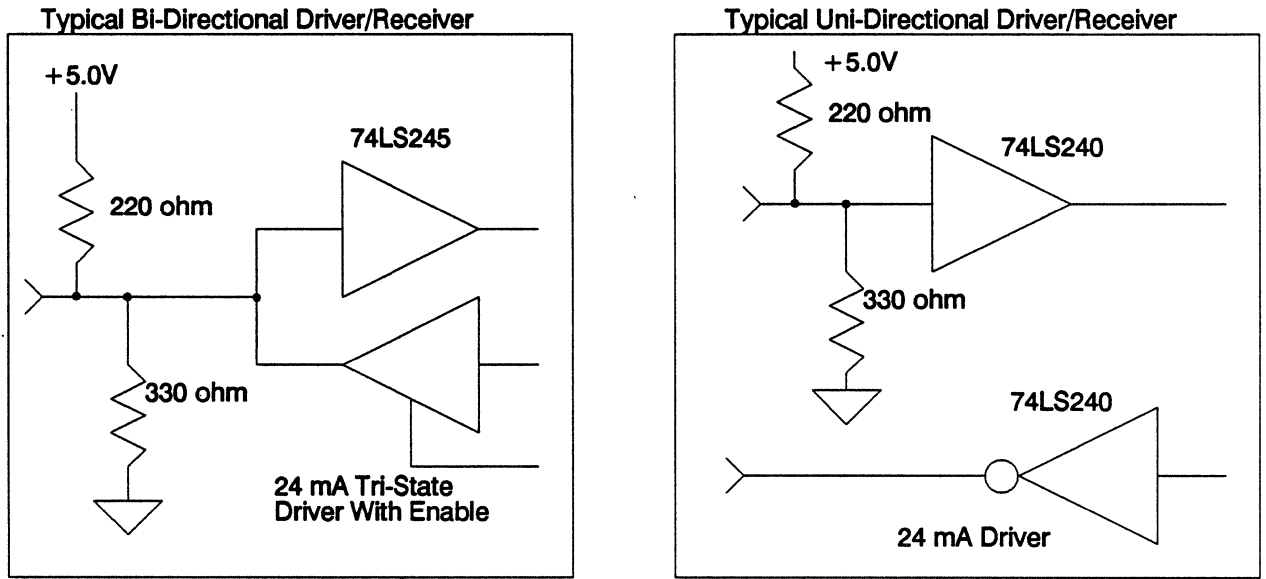 Typical Bi-Directional Driver/Receiver
+5.0V
74LS245
220 ohm
330 ohm
24 mA Tri-State
Driver With Enable
Typical Uni-Directional Driver/Receiver
+5.0V
220 ohm
74LS240
330 ohm
74LS240
24 mA Driver